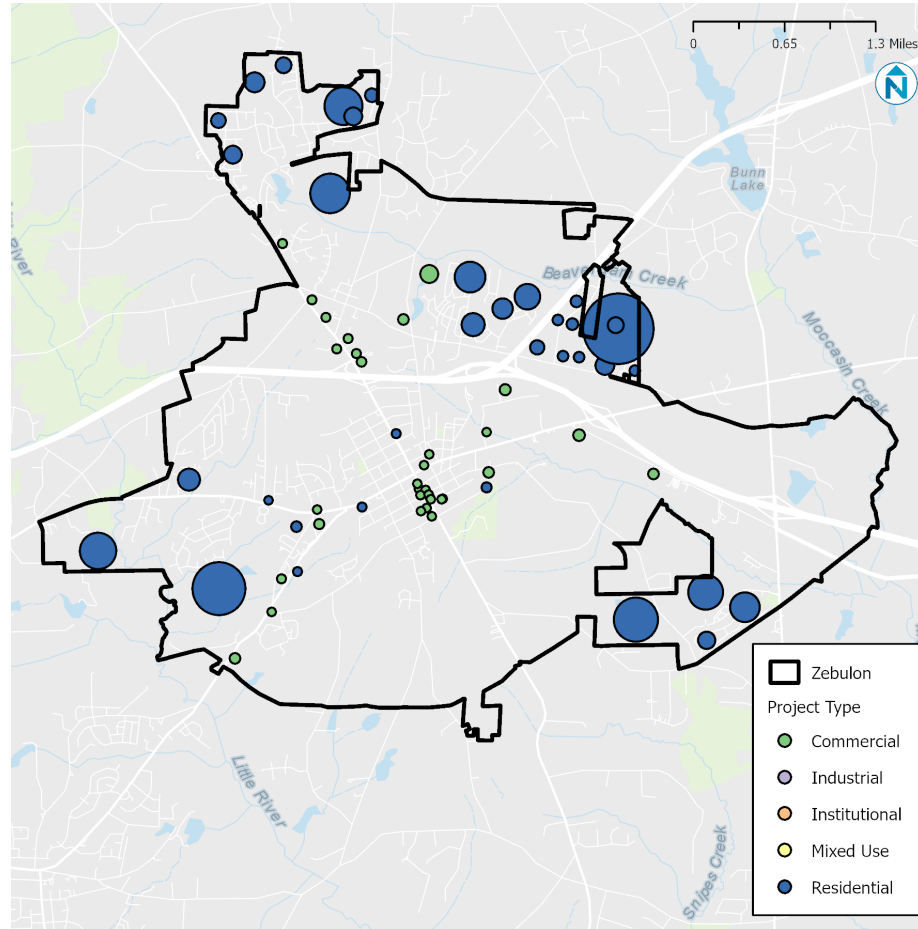 0 0.65 1.3 Miles
N
Bunn
Lake
River
Beaverdam Creek
Moccasin Creek
Zebulon
Project Type
Commercial
Industrial
Institutional
Mixed Use
Residential
Little River
Snipes Creek